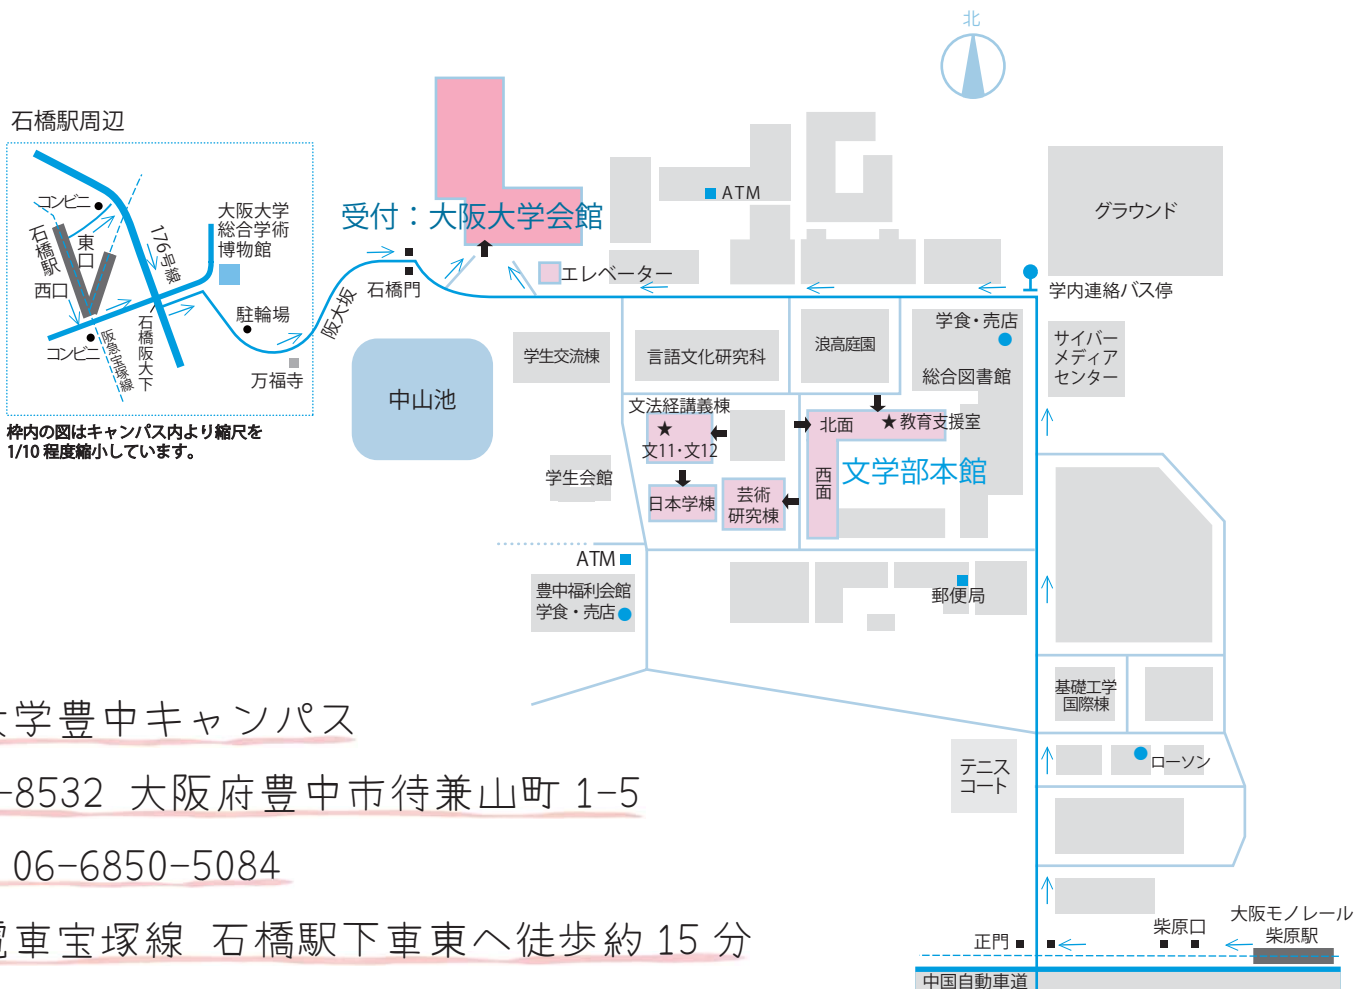 北
石橋駅周辺
コンビニ
石橋駅
東口
西口
176号線
大阪大学
総合学術
博物館
駐輪場
コンビニ
阪急宝塚線
石橋阪大下
万福寺
枠内の図はキャンパス内より縮尺を
1/10 程度縮小しています。
阪大坂
石橋門
受付：大阪大学会館
エレベーター
ATM
グラウンド
学内連絡バス停
サイバー
メディア
センター
学食・売店
総合図書館
浪高庭園
言語文化研究科
学生交流棟
中山池
文法経講義棟
★
文11・文12
北面
★教育支援室
西面
文学部本館
学生会館
日本学棟
芸術
研究棟
ATM
豊中福利会館
学食・売店
郵便局
基礎工学
国際棟
テニス
コート
ローソン
大学豊中キャンパス
-8532 大阪府豊中市待兼山町 1-5
06-6850-5084
電車宝塚線 石橋駅下車東へ徒歩約 15 分
正門
柴原口
大阪モノレール
柴原駅
中国自動車道